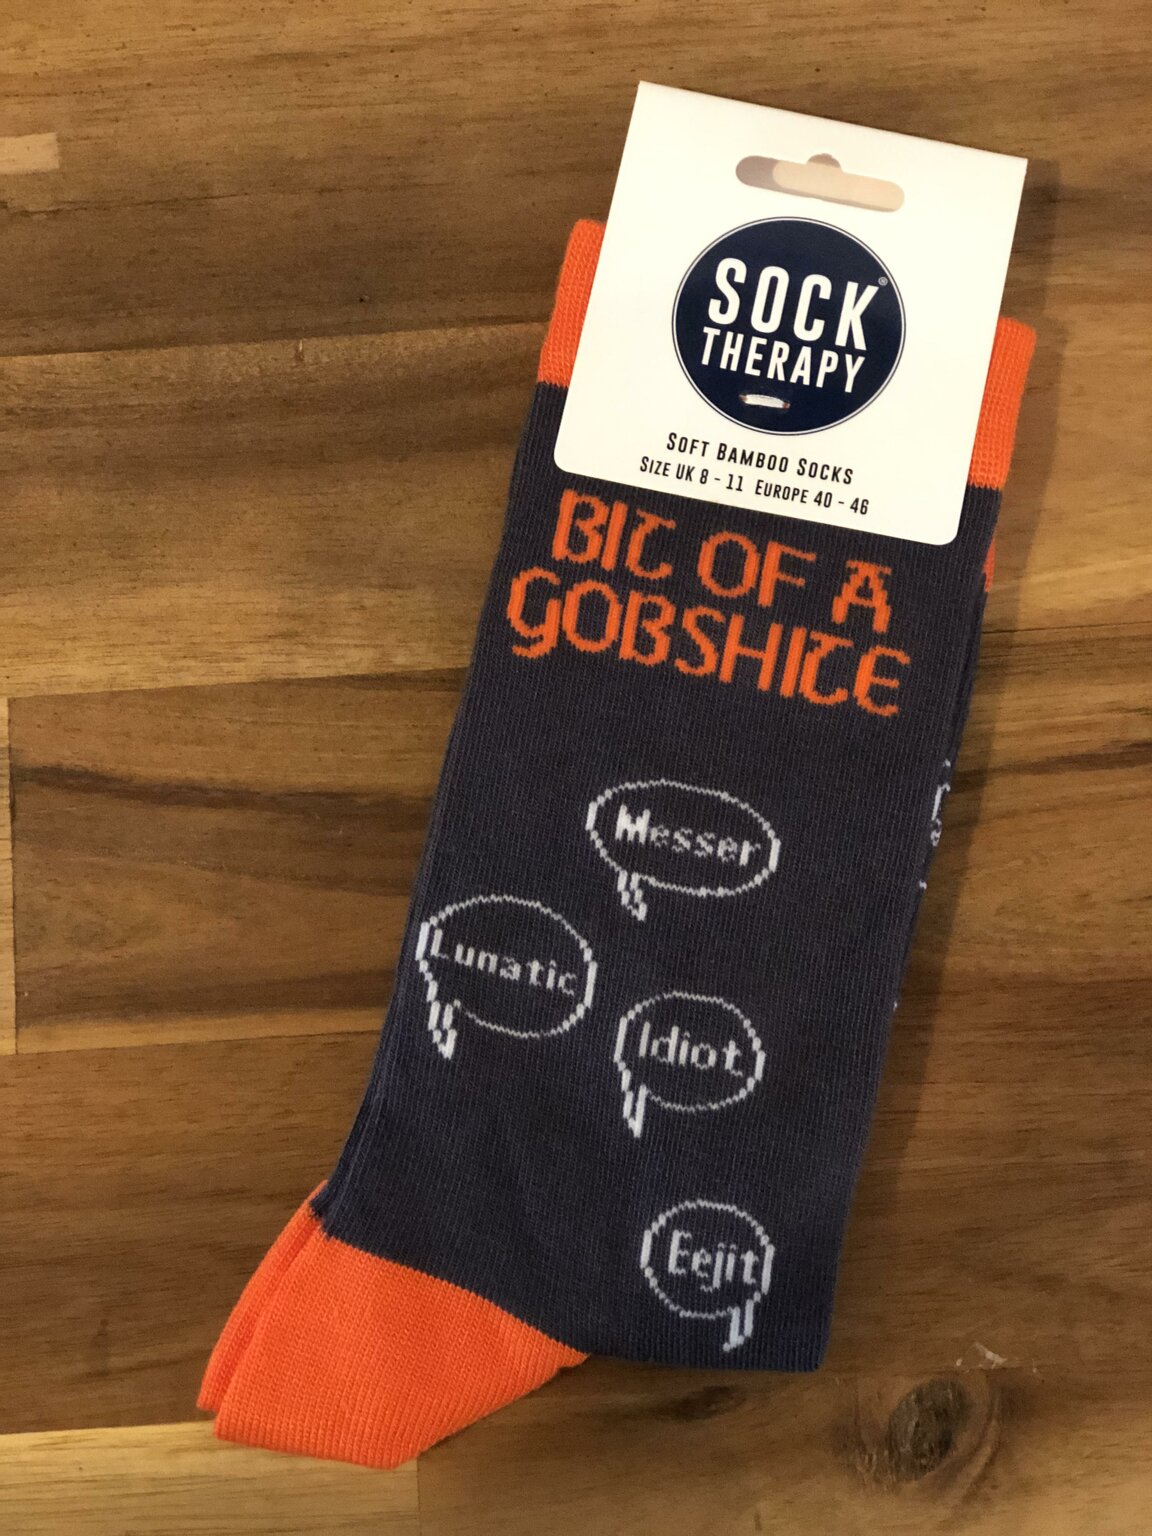 SOCK®
THERAPY
SOFT BAMBOO SOCKS
SIZE UK 8 - 11 EUROPE 40 - 46
BIT OF A
GOBSHITE
Messer
Lunatic
Idiot
Eejit